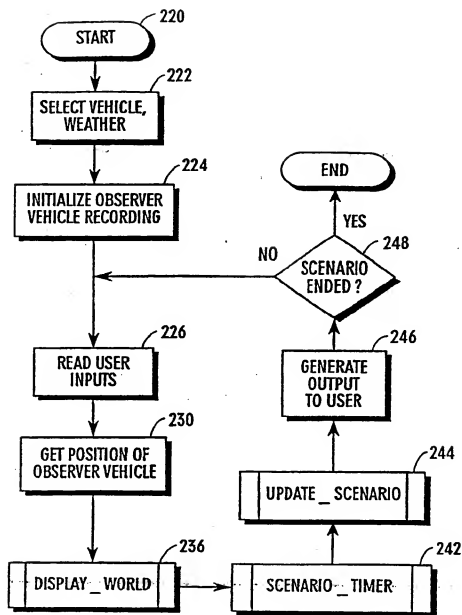 220
START
222
SELECT VEHICLE,
WEATHER
224
INITIALIZE OBSERVER
VEHICLE RECORDING
226
READ USER
INPUTS
230
GET POSITION OF
OBSERVER VEHICLE
236
DISPLAY_WORLD
242
SCENARIO_TIMER
244
UPDATE_SCENARIO
246
GENERATE
OUTPUT
TO USER
248
SCENARIO
ENDED?
NO
YES
END